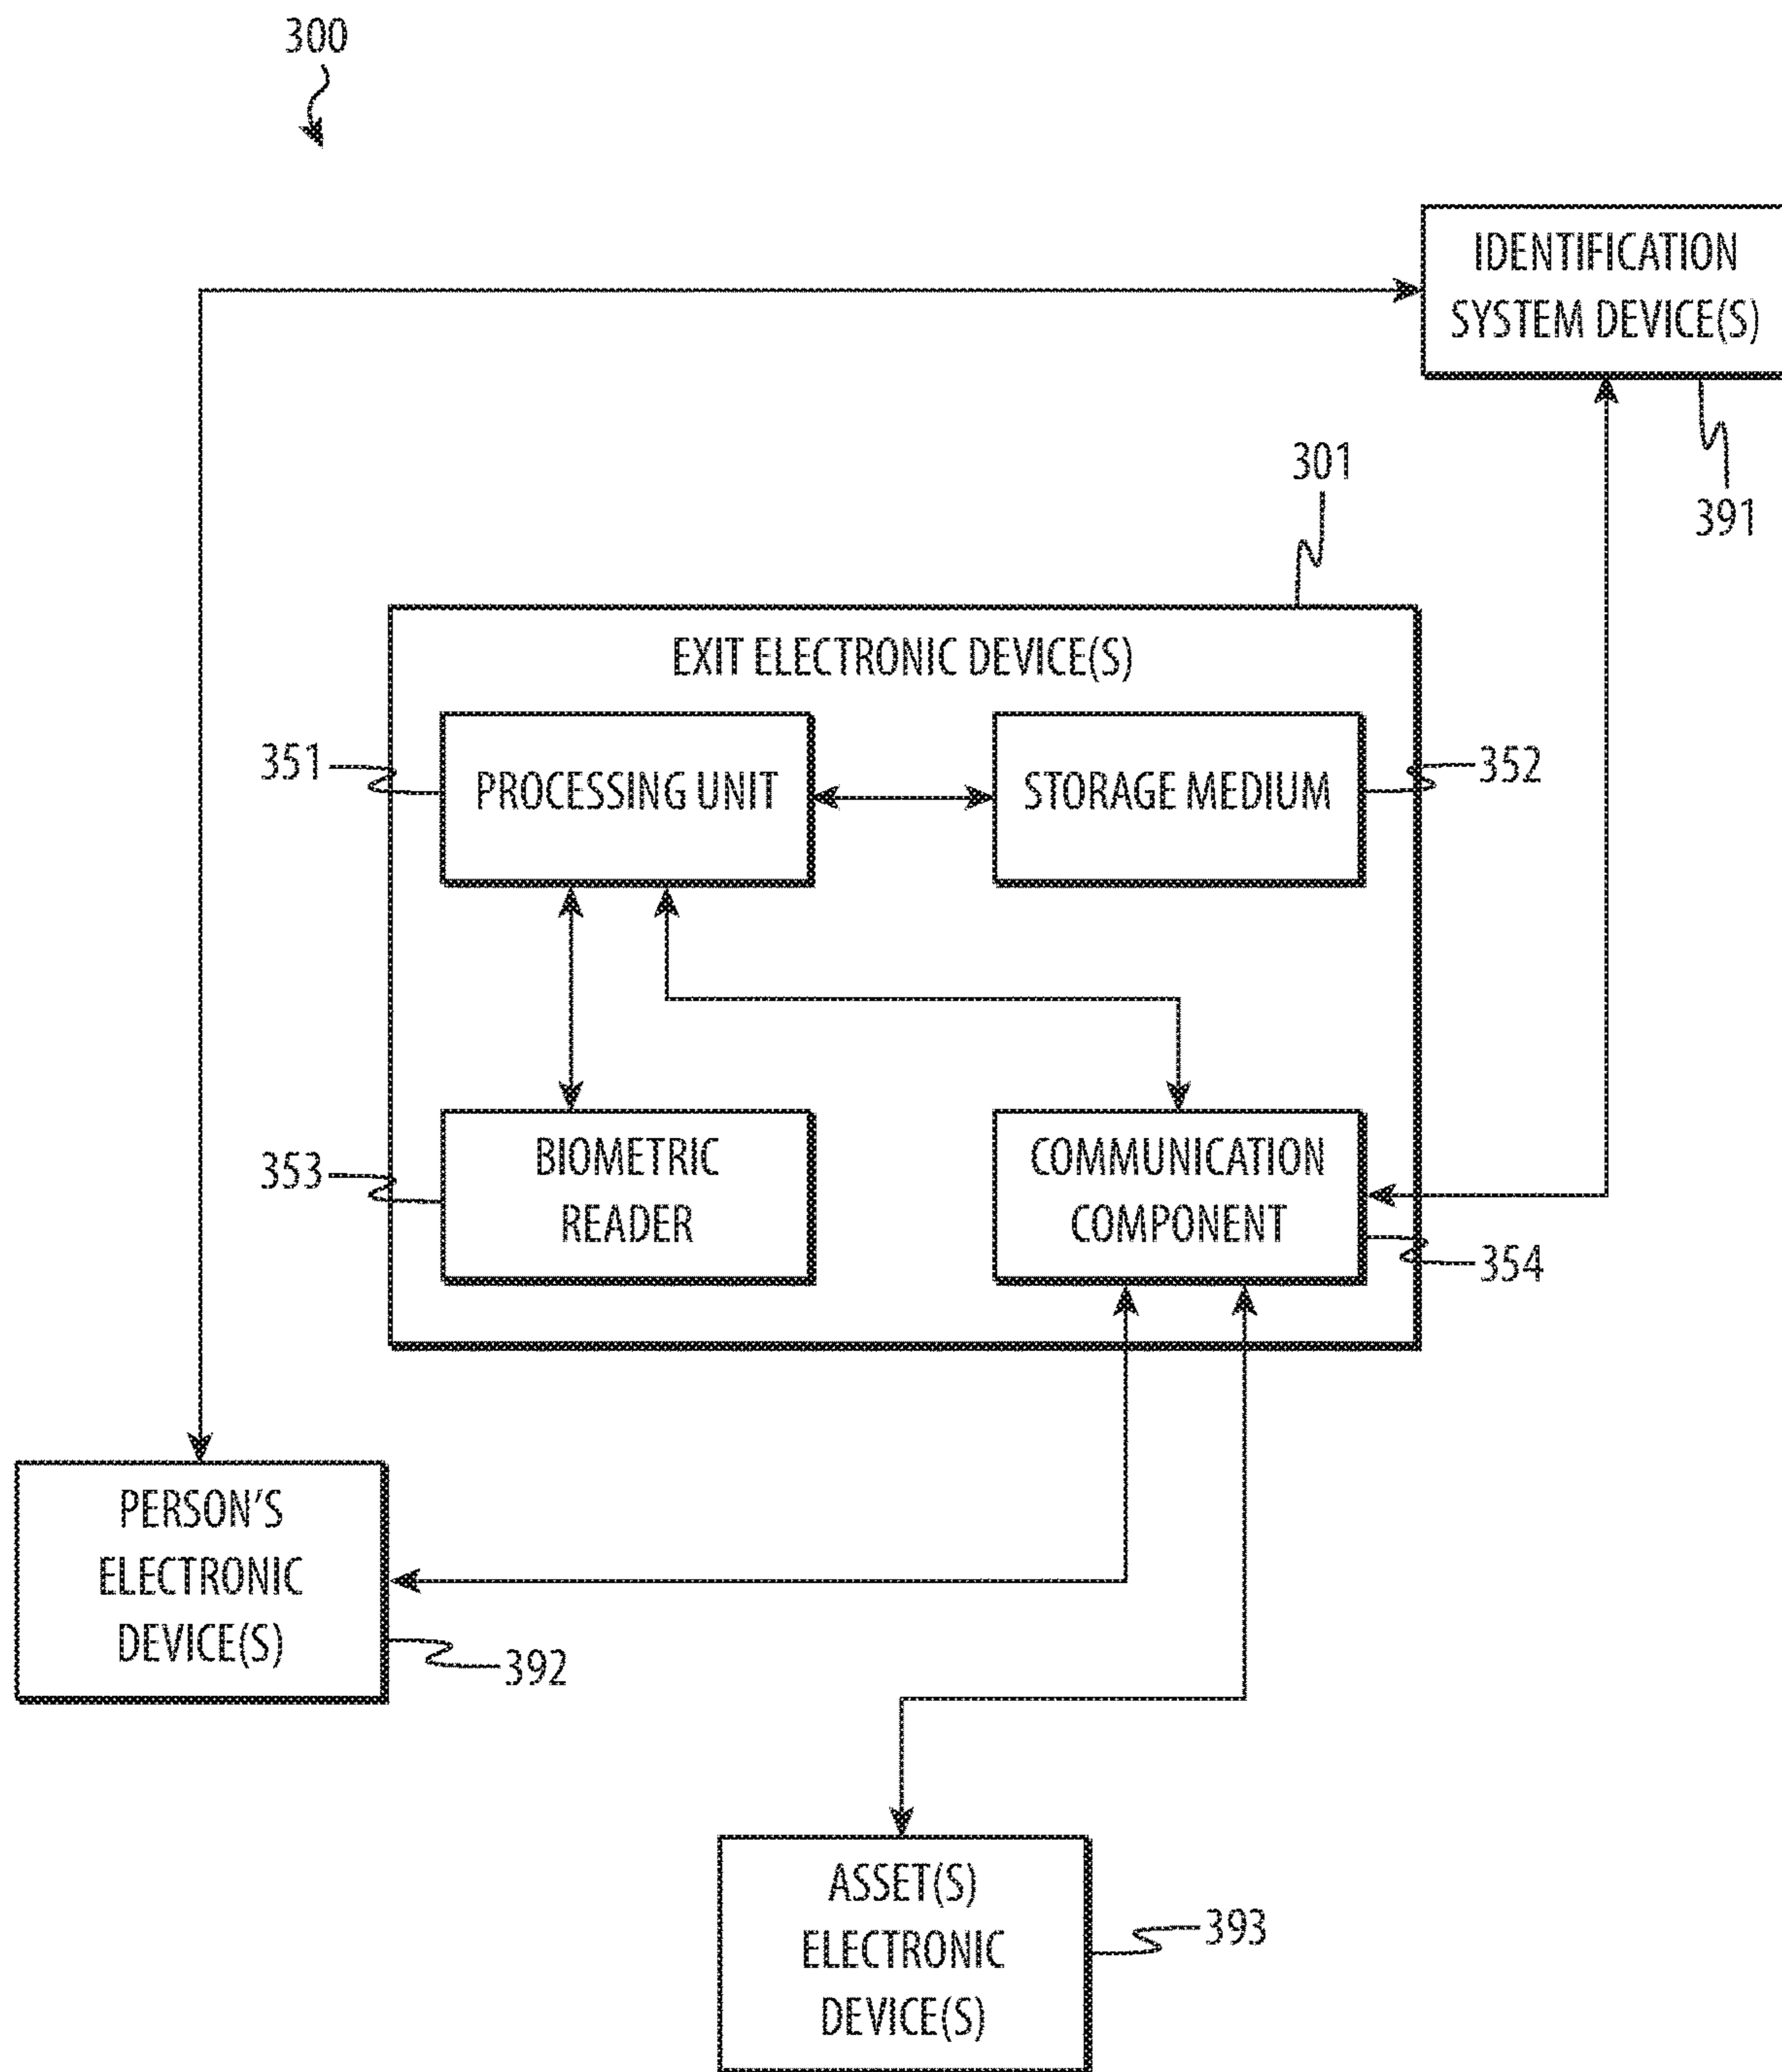 300
IDENTIFICATION
SYSTEM DEVICE(S)
391
301
EXIT ELECTRONIC DEVICE(S)
351
PROCESSING UNIT
STORAGE MEDIUM
352
353
BIOMETRIC
READER
COMMUNICATION
COMPONENT
354
PERSON'S
ELECTRONIC
DEVICE(S)
392
ASSET(S)
ELECTRONIC
DEVICE(S)
393